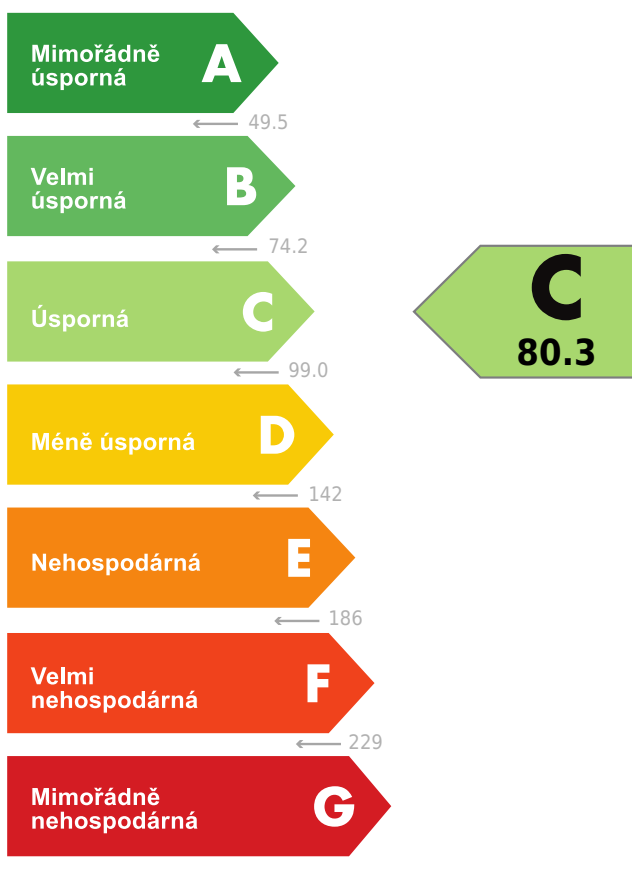 Mimořádně
úsporná
A
49.5
Velmi
úsporná
B
74.2
Úsporná
C
99.0
C
80.3
Méně úsporná
D
142
Nehospodárná
E
186
Velmi
nehospodárná
F
229
Mimořádně
nehospodárná
G